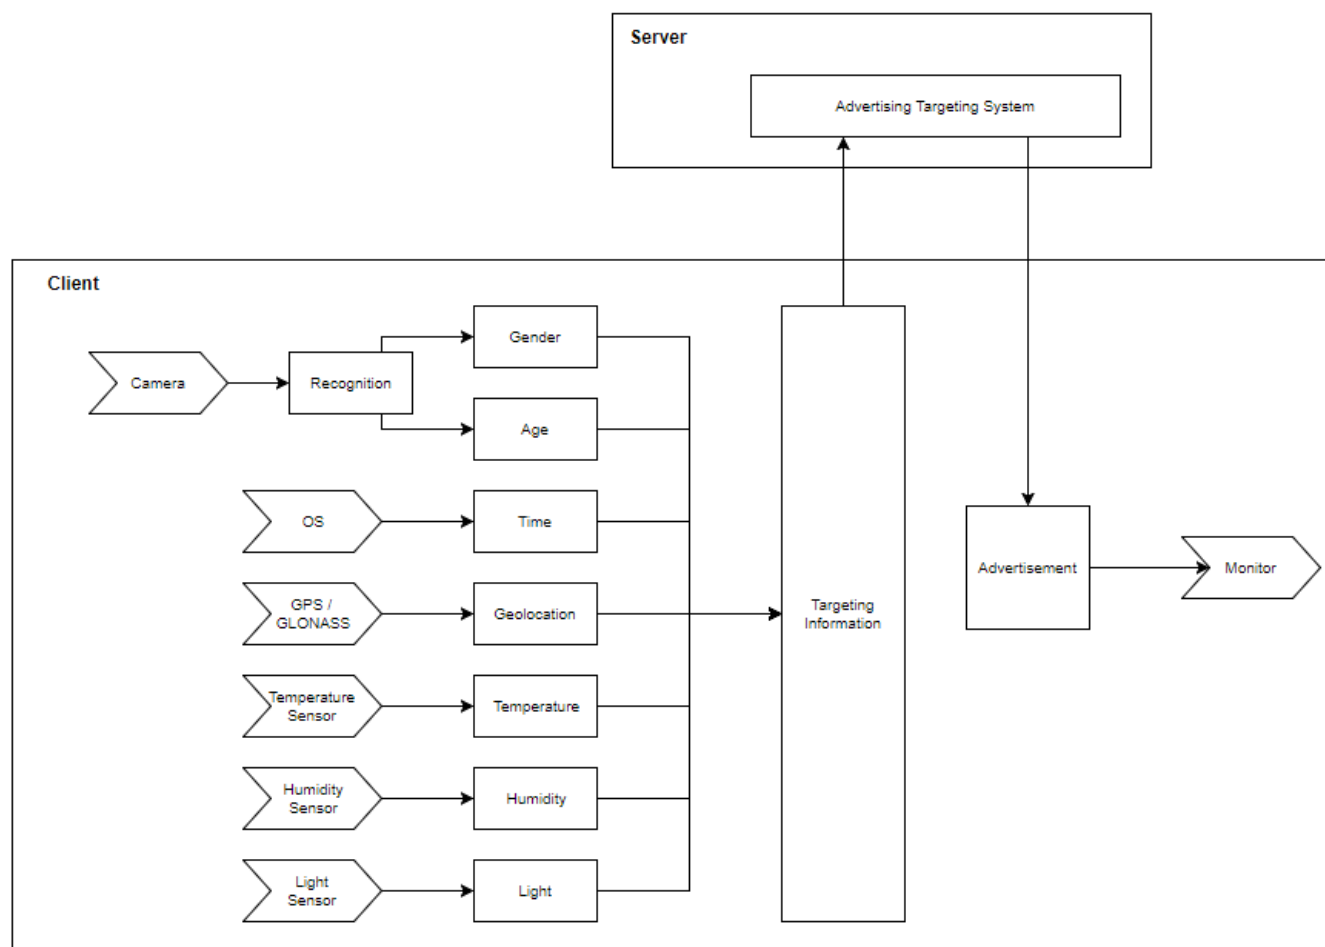 Server
Advertising Targeting System
Client
Gender
Camera
Recognition
Age
OS
Time
GPS /
GLONASS
Geolocation
Targeting
Information
Advertisement
Monitor
Temperature
Sensor
Temperature
Humidity
Sensor
Humidity
Light
Sensor
Light